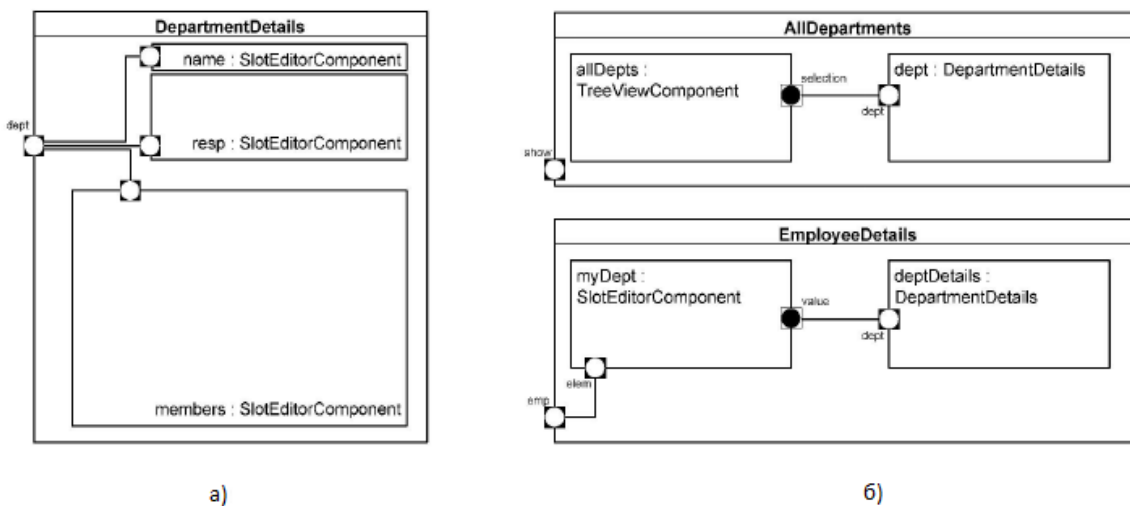 DepartmentDetails
name : SlotEditorComponent
dept
resp : SlotEditorComponent
members : SlotEditorComponent
а)
AllDepartments
allDepts :
TreeViewComponent
selection
dept : DepartmentDetails
dept
show
EmployeeDetails
myDept :
SlotEditorComponent
value
deptDetails :
DepartmentDetails
dept
elem
emp
б)